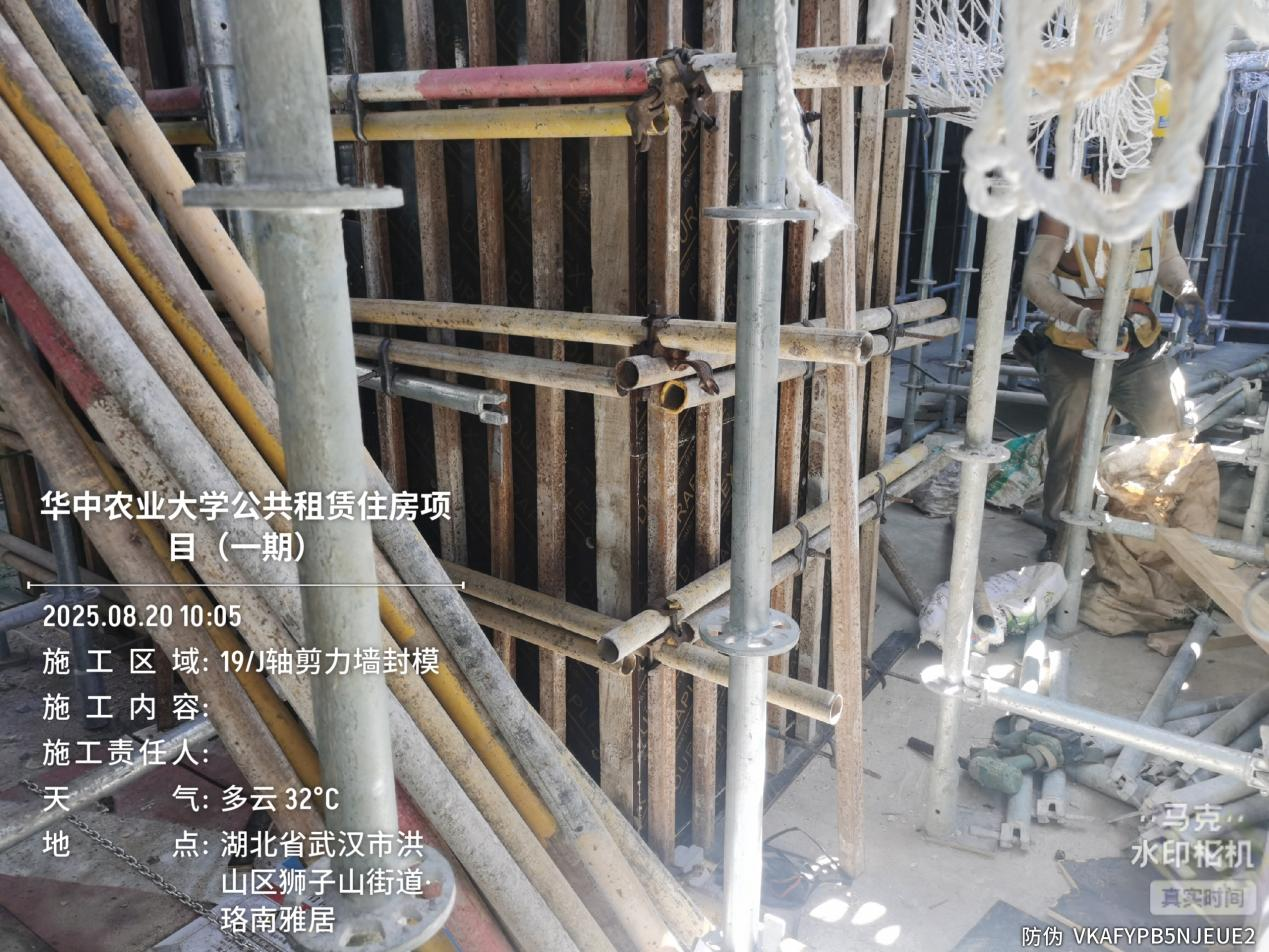 华中农业大学公共租赁住房项
目（一期）
2025.08.20 10:05
施工区域: 19/J轴剪力墙封模
施工内容:
施工责任人:
天气: 多云 32°C
地点: 湖北省武汉市洪
山区狮子山街道·
珞南雅居
马克
水印相机
真实时间
防伪 VKAFYPB5NJEUE2